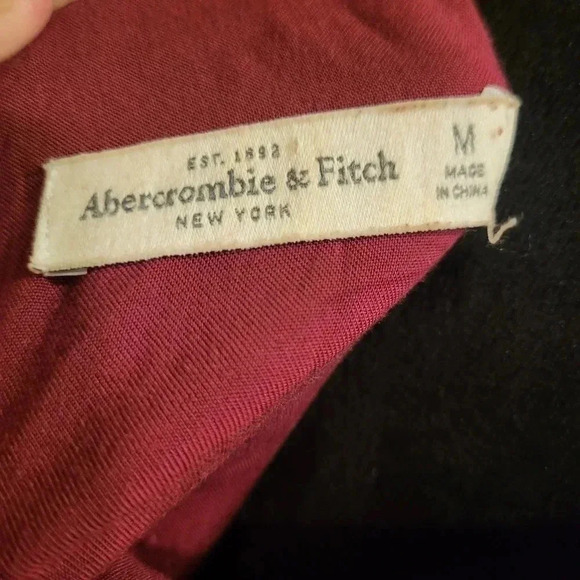 EST. 1892
Abercrombie & Fitch
NEW YORK
M
MADE
IN CHINA